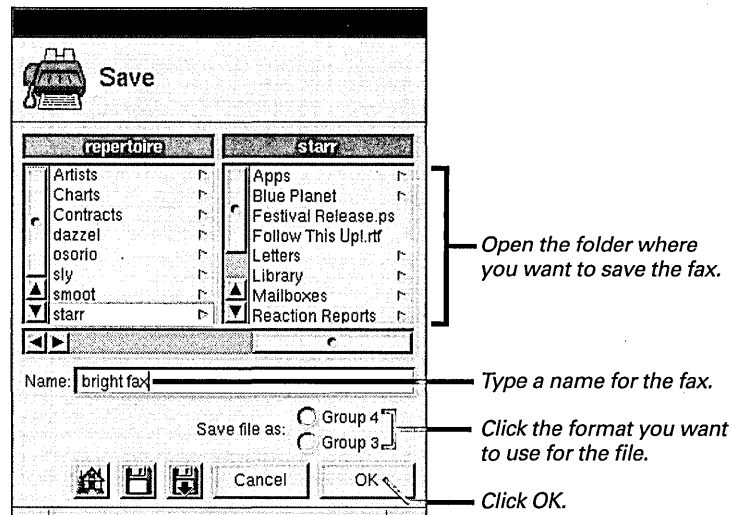 Save
repertoire
starr
Artists
Charts
Contracts
dazzel
osorio
sly
smoot
starr
Apps
Blue Planet
Festival Release.ps
Follow This Up!.rtf
Letters
Library
Mailboxes
Reaction Reports
Open the folder where
you want to save the fax.
Name: bright fax
Type a name for the fax.
Save file as:
Group 4
Group 3
Click the format you want
to use for the file.
Cancel
OK
Click OK.